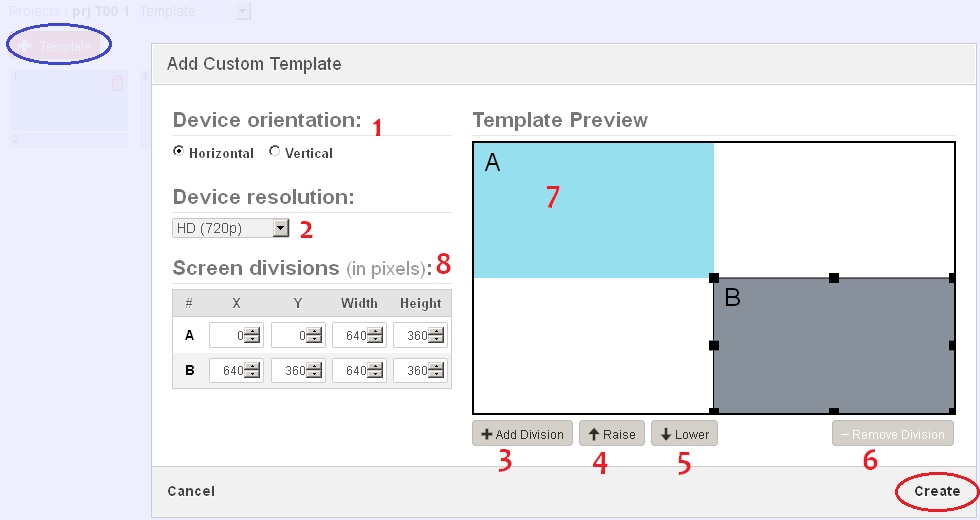 Projects \ prj T00 1 Template
+ Template
1
1
2
Add Custom Template
Device orientation: 1
Horizontal Vertical
Device resolution:
HD (720p) 2
Screen divisions (in pixels): 8
# X Y Width Height
A 0 0 640 360
B 640 360 640 360
Template Preview
A
7
B
+ Add Division Raise Lower − Remove Division
3 4 5 6
Cancel Create